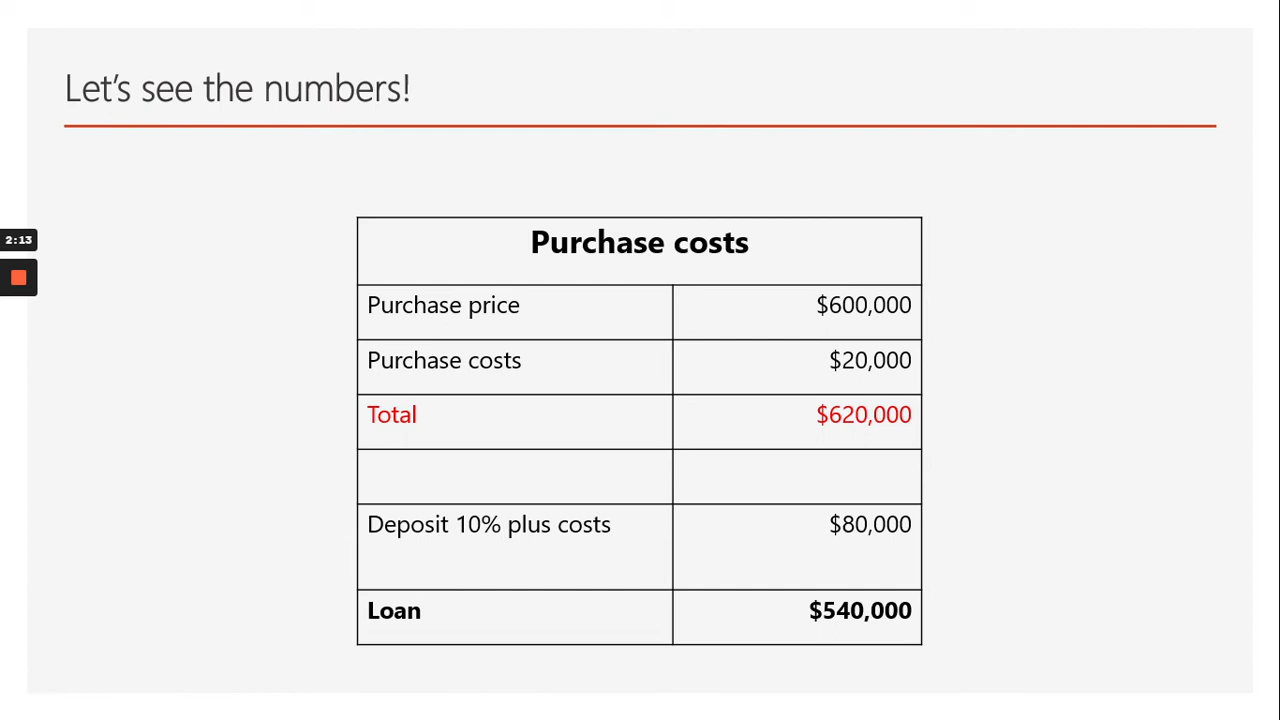 Let's see the numbers!
2:13
Purchase costs
Purchase price $600,000
Purchase costs $20,000
Total $620,000
Deposit 10% plus costs $80,000
Loan $540,000